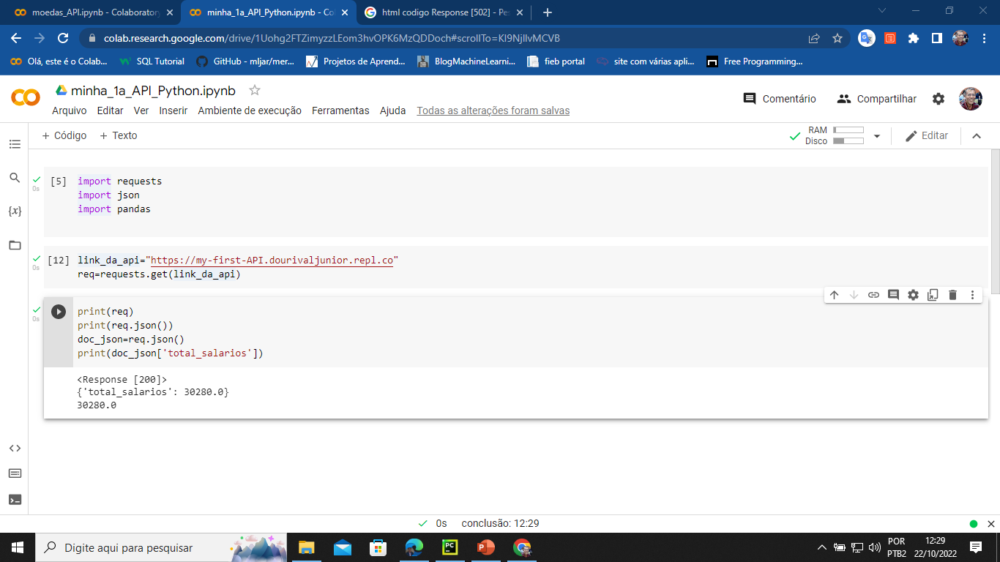 moedas_API.ipynb - Colaboratory
minha_1a_API_Python.ipynb - Co
html codigo Response [502] - Pes
colab.research.google.com/drive/1Uohg2FTZimyzzLEom3hvOPK6MzQDDoch#scrollTo=KI9NjIlvMCVB
Olá, este é o Colab...
SQL Tutorial
GitHub - mljar/mer...
Projetos de Aprend...
BlogMachineLearni...
fieb portal
site com várias apli...
Free Programming...
minha_1a_API_Python.ipynb
Comentário
Compartilhar
Arquivo Editar Ver Inserir Ambiente de execução Ferramentas Ajuda Todas as alterações foram salvas
+ Código + Texto
RAM
Disco
Editar
[5] import requests
0s
import json
{x}
import pandas
[12] link_da_api="https://my-first-API.dourivaljunior.repl.co"
0s
req=requests.get(link_da_api)
print(req)
0s
print(req.json())
doc_json=req.json()
print(doc_json['total_salarios'])
<Response [200]>
{'total_salarios': 30280.0}
30280.0
0s conclusão: 12:29
Digite aqui para pesquisar
PC
POR
PTB2
12:29
22/10/2022